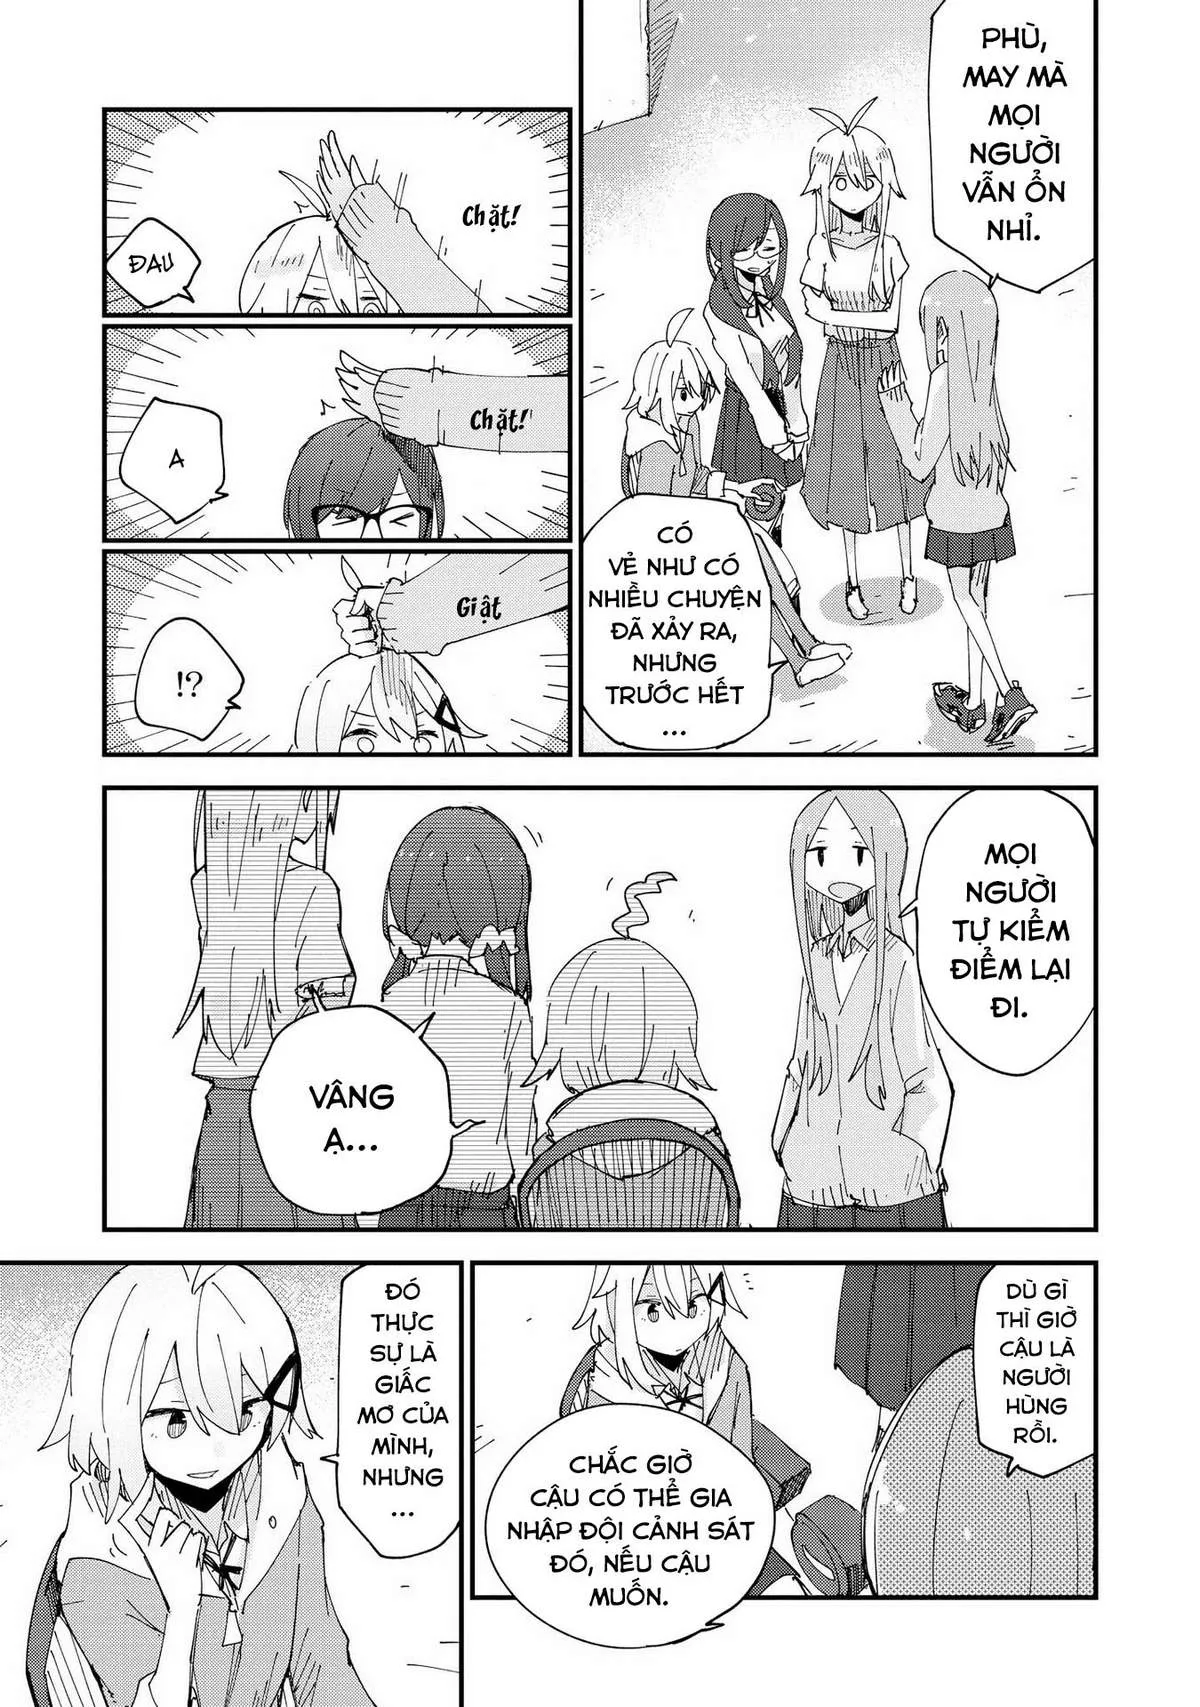 PHÙ,
MAY MÀ
MỌI
NGƯỜI
VẪN ỔN
NHỈ.
CÓ
VẺ NHƯ CÓ
NHIỀU CHUYỆN
ĐÃ XẢY RA,
NHƯNG
TRƯỚC HẾT
...
Chặt!
ĐAU
Chặt!
A
Giật
!?
MỌI
NGƯỜI
TỰ KIỂM
ĐIỂM LẠI
ĐI.
VÂNG
Ạ...
DÙ GÌ
THÌ GIỜ
CẬU LÀ
NGƯỜI
HÙNG
RỒI.
CHẮC GIỜ
CẬU CÓ THỂ GIA
NHẬP ĐỘI CẢNH SÁT
ĐÓ, NẾU CẬU
MUỐN.
ĐÓ
THỰC
SỰ LÀ
GIẤC
MƠ CỦA
MÌNH,
NHƯNG
...